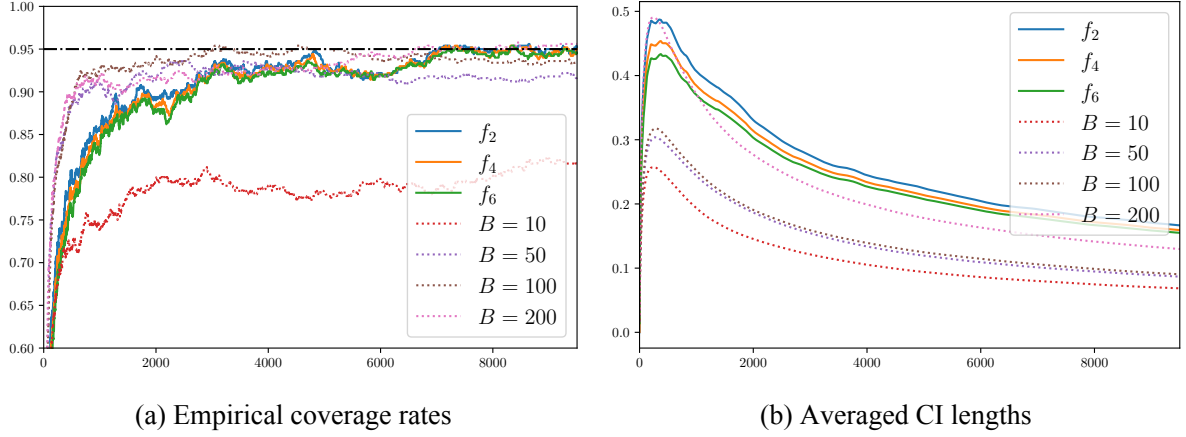 1.00
0.95
0.90
0.85
0.80
0.75
0.70
0.65
0.60
0
2000
4000
6000
8000
f₂
f₄
f₆
B = 10
B = 50
B = 100
B = 200
(a) Empirical coverage rates
0.5
0.4
0.3
0.2
0.1
0.0
0
2000
4000
6000
8000
f₂
f₄
f₆
B = 10
B = 50
B = 100
B = 200
(b) Averaged CI lengths